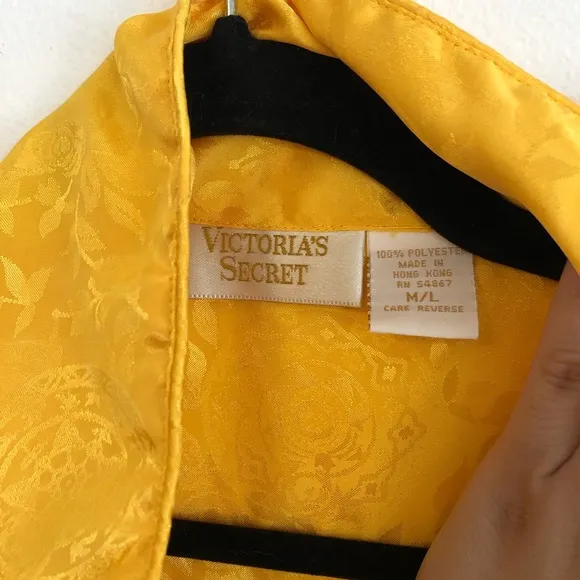 VICTORIA'S
SECRET
100% POLYESTER
MADE IN
HONG KONG
RN 54867
M/L
CARE REVERSE